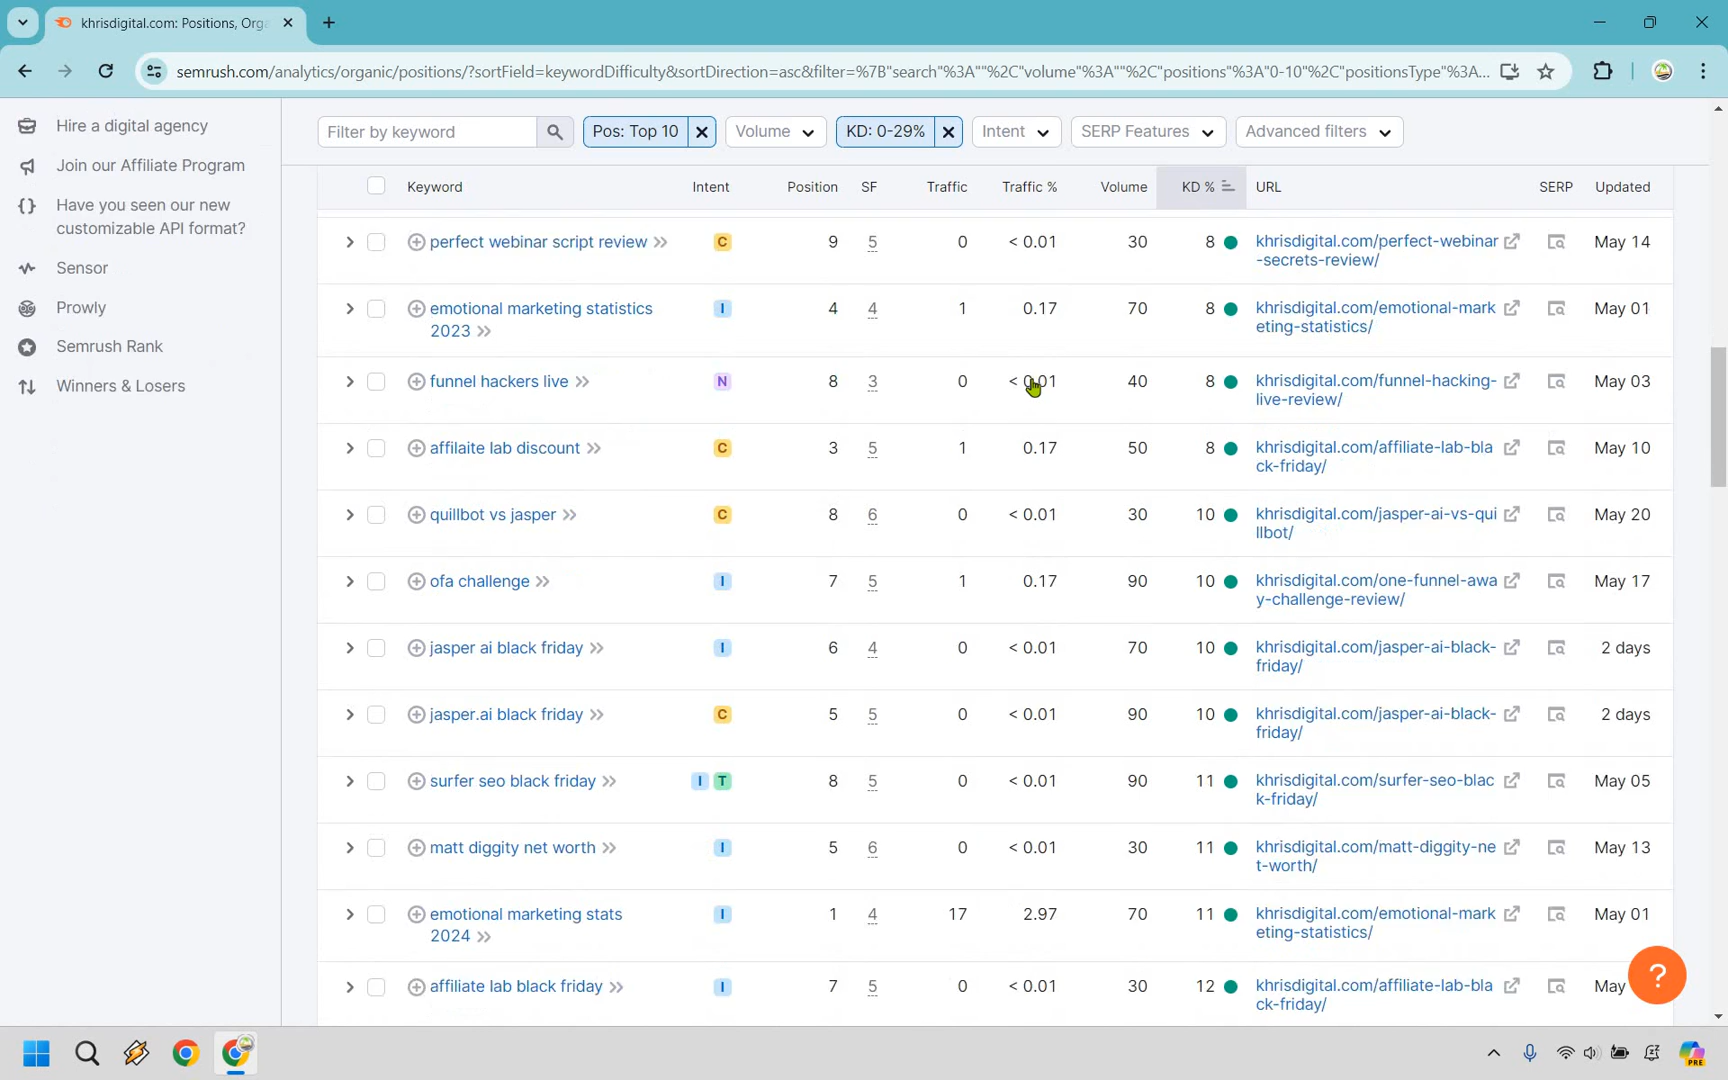 khrisdigital.com: Positions, Orga
semrush.com/analytics/organic/positions/?sortField=keywordDifficulty&sortDirection=asc&filter=%7B"search"%3A""%2C"volume"%3A""%2C"positions"%3A"0-10"%2C"positionsType"%3A...
Hire a digital agency
Join our Affiliate Program
Have you seen our new
customizable API format?
Sensor
Prowly
Semrush Rank
Winners & Losers
Filter by keyword Pos: Top 10 Volume KD: 0-29% Intent SERP Features Advanced filters
Keyword Intent Position SF Traffic Traffic % Volume KD % URL SERP Updated
perfect webinar script review C 9 5 0 < 0.01 30 8 khrisdigital.com/perfect-webinar May 14
-secrets-review/
emotional marketing statistics I 4 4 1 0.17 70 8 khrisdigital.com/emotional-mark May 01
2023 eting-statistics/
funnel hackers live N 8 3 0 < 0.01 40 8 khrisdigital.com/funnel-hacking- May 03
live-review/
affilaite lab discount C 3 5 1 0.17 50 8 khrisdigital.com/affiliate-lab-bla May 10
ck-friday/
quillbot vs jasper C 8 6 0 < 0.01 30 10 khrisdigital.com/jasper-ai-vs-qui May 20
llbot/
ofa challenge I 7 5 1 0.17 90 10 khrisdigital.com/one-funnel-awa May 17
y-challenge-review/
jasper ai black friday I 6 4 0 < 0.01 70 10 khrisdigital.com/jasper-ai-black- 2 days
friday/
jasper.ai black friday C 5 5 0 < 0.01 90 10 khrisdigital.com/jasper-ai-black- 2 days
friday/
surfer seo black friday I T 8 5 0 < 0.01 90 11 khrisdigital.com/surfer-seo-blac May 05
k-friday/
matt diggity net worth I 5 6 0 < 0.01 30 11 khrisdigital.com/matt-diggity-ne May 13
t-worth/
emotional marketing stats I 1 4 17 2.97 70 11 khrisdigital.com/emotional-mark May 01
2024 eting-statistics/
affiliate lab black friday I 7 5 0 < 0.01 30 12 khrisdigital.com/affiliate-lab-bla May
ck-friday/
?
PRE